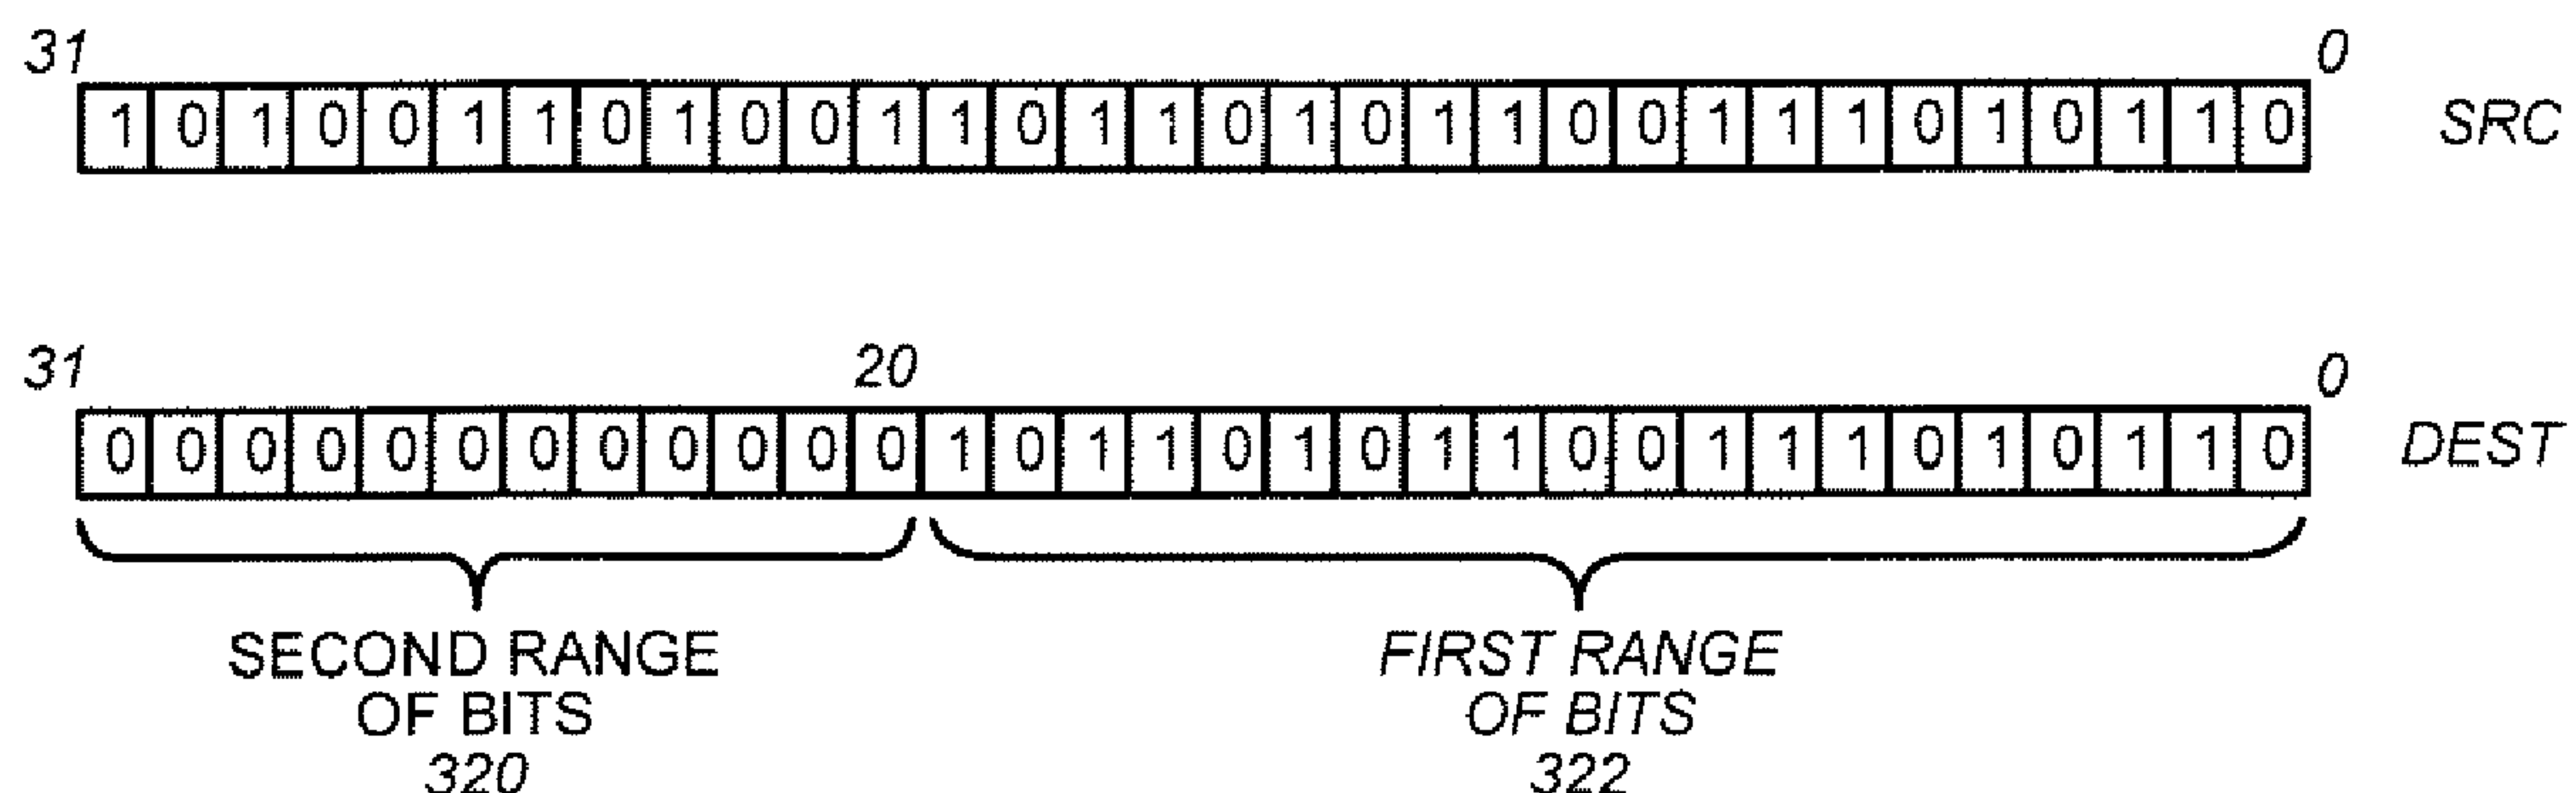 31 0
1 0 1 0 0 1 1 0 1 0 0 1 1 0 1 1 0 1 0 1 1 0 0 1 1 1 0 1 0 1 1 0 SRC
31 20 0
0 0 0 0 0 0 0 0 0 0 0 0 1 0 1 1 0 1 0 1 1 0 0 1 1 1 0 1 0 1 1 0 DEST
SECOND RANGE FIRST RANGE
OF BITS OF BITS
320 322